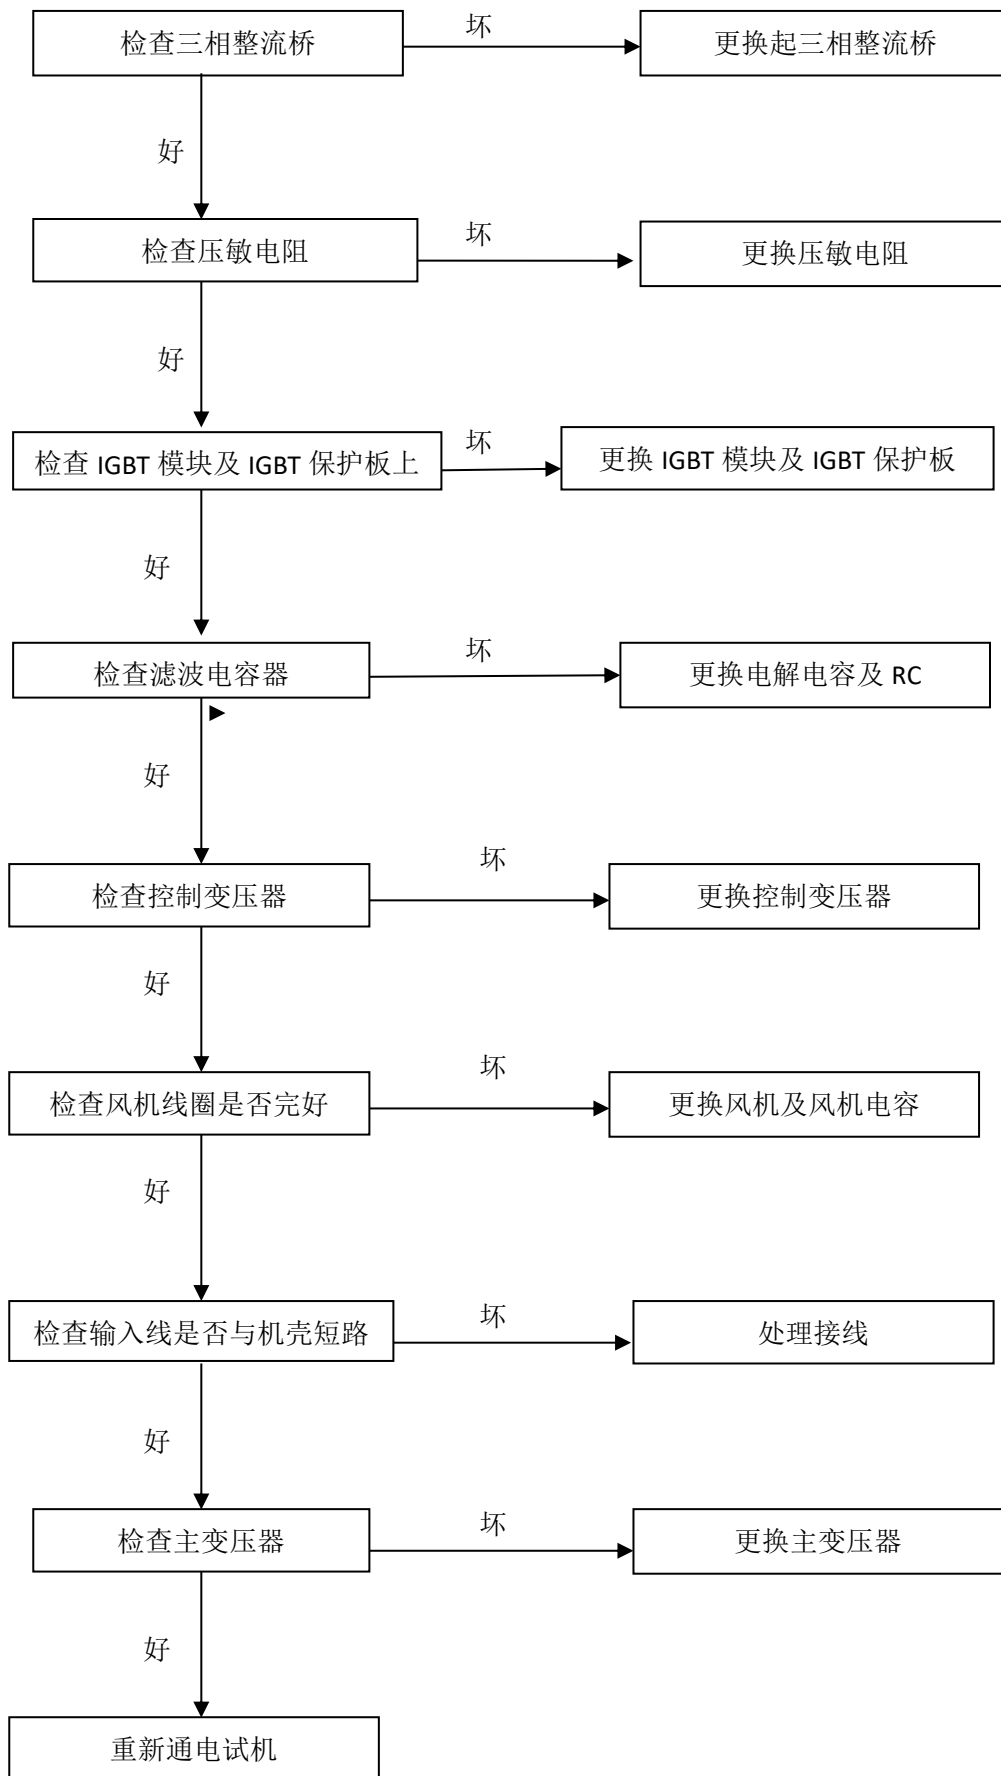 检查三相整流桥
坏
更换起三相整流桥
好
检查压敏电阻
坏
更换压敏电阻
好
检查 IGBT 模块及 IGBT 保护板上
坏
更换 IGBT 模块及 IGBT 保护板
好
检查滤波电容器
坏
更换电解电容及 RC
好
检查控制变压器
坏
更换控制变压器
好
检查风机线圈是否完好
坏
更换风机及风机电容
好
检查输入线是否与机壳短路
坏
处理接线
好
检查主变压器
坏
更换主变压器
好
重新通电试机